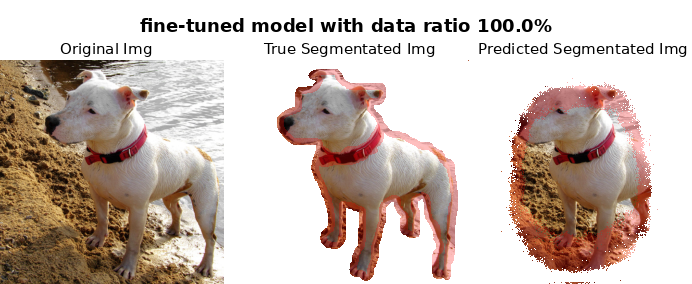 fine-tuned model with data ratio 100.0%
Original Img
True Segmentated Img
Predicted Segmentated Img